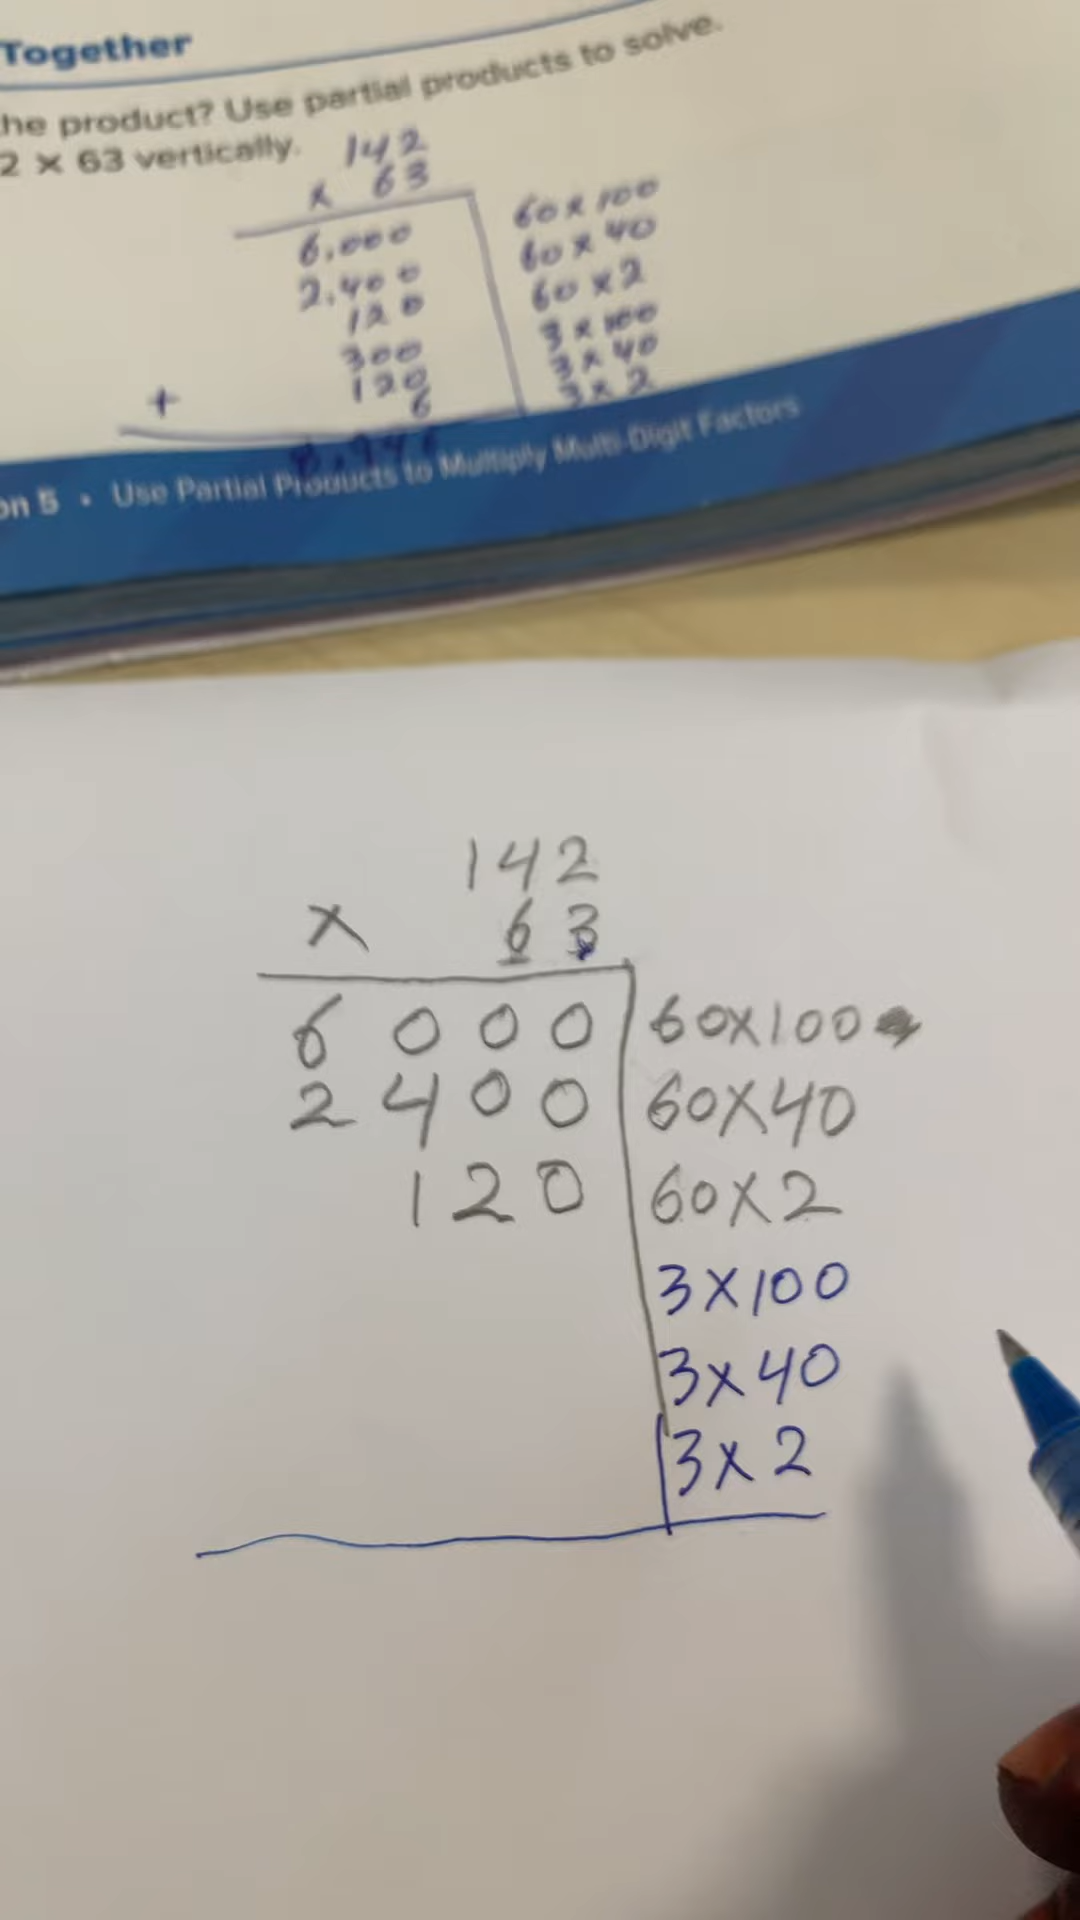 Together
he product? Use partial products to solve.
2 × 63 vertically.
142
x 63
6,000 60 x 100
2,400 60 x 40
120 60 x 2
300 3 x 100
120 3 x 40
+ 6 3 x 2
on 5 • Use Partial Products to Multiply Multi-Digit Factors
142
x 63
6000 60x100
2400 60x40
120 60x2
3x100
3x40
3x2